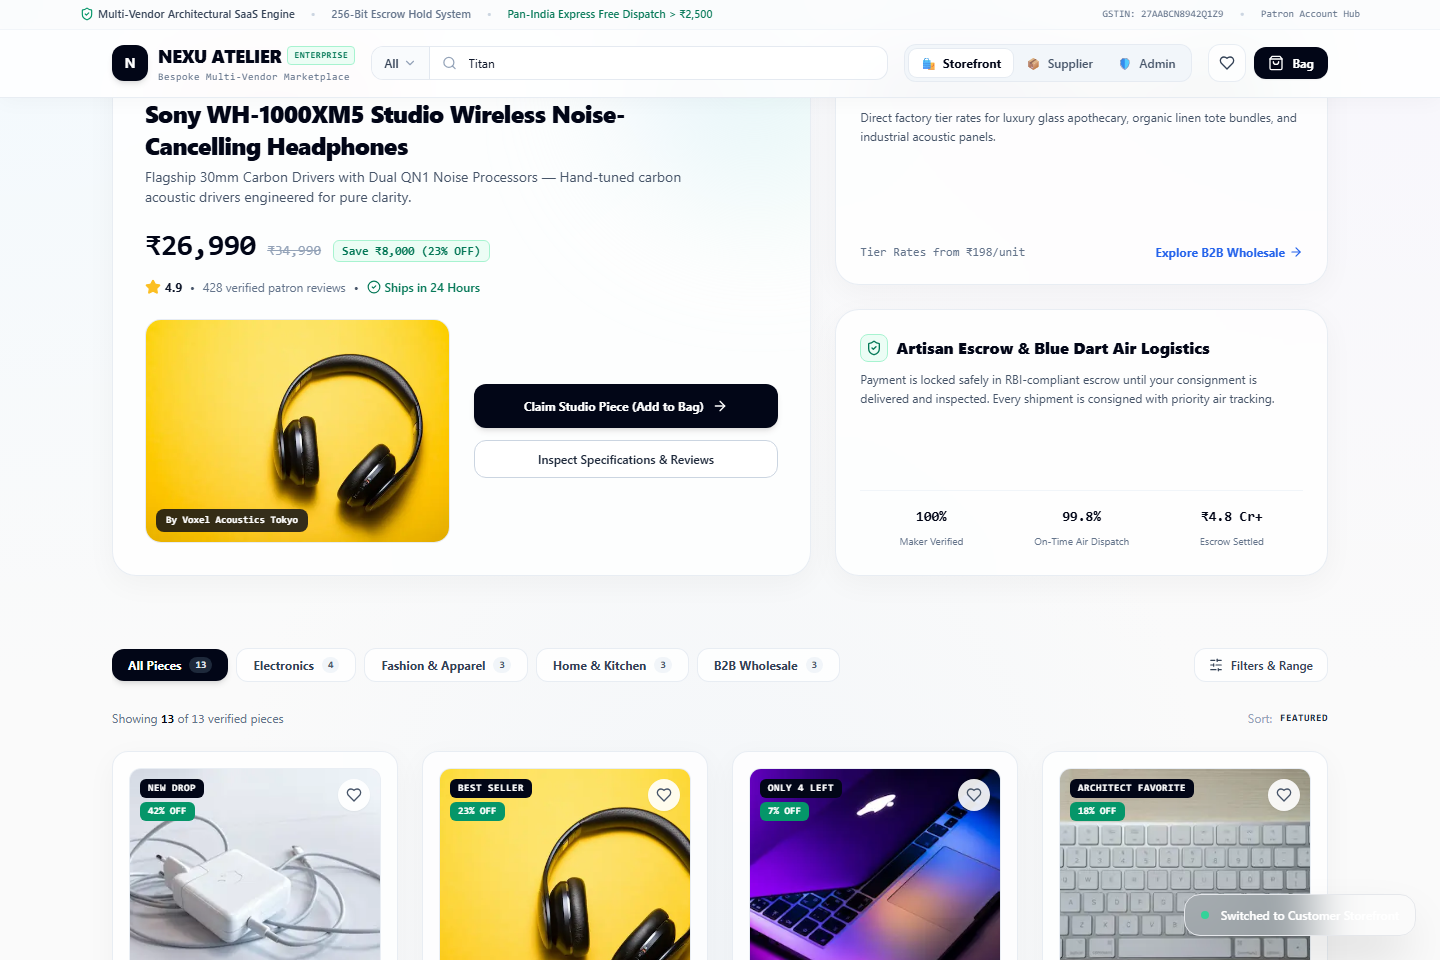 Multi-Vendor Architectural SaaS Engine • 256-Bit Escrow Hold System • Pan-India Express Free Dispatch > ₹2,500
GSTIN: 27AABCN8942Q1Z9 • Patron Account Hub
N
NEXU ATELIER ENTERPRISE
Bespoke Multi-Vendor Marketplace
All
Titan
Storefront
Supplier
Admin
Bag
Sony WH-1000XM5 Studio Wireless Noise-
Cancelling Headphones
Flagship 30mm Carbon Drivers with Dual QN1 Noise Processors — Hand-tuned carbon
acoustic drivers engineered for pure clarity.
₹26,990 ₹34,990 Save ₹8,000 (23% OFF)
4.9 • 428 verified patron reviews • Ships in 24 Hours
By Voxel Acoustics Tokyo
Claim Studio Piece (Add to Bag)
Inspect Specifications & Reviews
Direct factory tier rates for luxury glass apothecary, organic linen tote bundles, and
industrial acoustic panels.
Tier Rates from ₹198/unit
Explore B2B Wholesale
Artisan Escrow & Blue Dart Air Logistics
Payment is locked safely in RBI-compliant escrow until your consignment is
delivered and inspected. Every shipment is consigned with priority air tracking.
100% 99.8% ₹4.8 Cr+
Maker Verified On-Time Air Dispatch Escrow Settled
All Pieces 13
Electronics 4
Fashion & Apparel 3
Home & Kitchen 3
B2B Wholesale 3
Filters & Range
Showing 13 of 13 verified pieces
Sort: FEATURED
NEW DROP
42% OFF
BEST SELLER
23% OFF
ONLY 4 LEFT
7% OFF
ARCHITECT FAVORITE
18% OFF
Switched to Customer Storefront